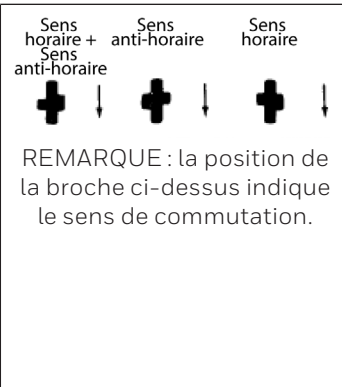 Sens
horaire +
Sens
anti-horaire
Sens
anti-horaire
Sens
horaire
REMARQUE : la position de
la broche ci-dessus indique
le sens de commutation.